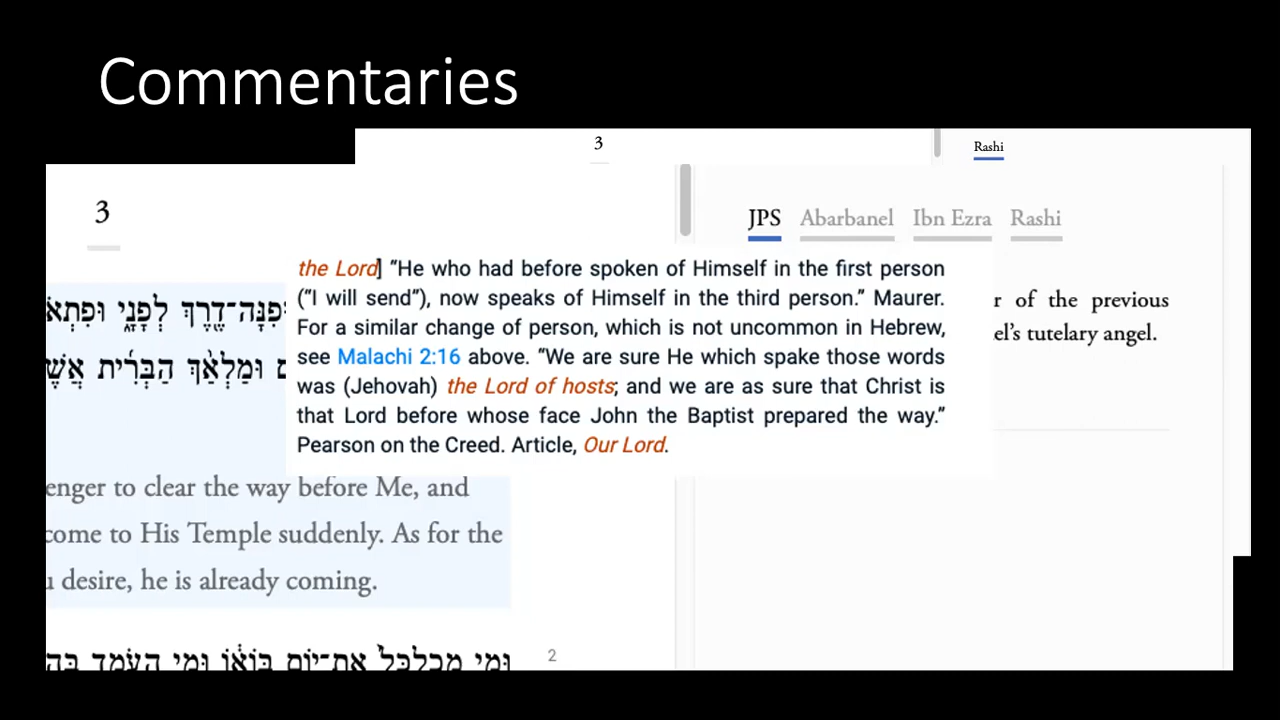 Commentaries
3
Rashi
3
JPS Abarbanel Ibn Ezra Rashi
the Lord] “He who had before spoken of Himself in the first person
(“I will send”), now speaks of Himself in the third person.” Maurer.
For a similar change of person, which is not uncommon in Hebrew,
see Malachi 2:16 above. “We are sure He which spake those words
was (Jehovah) the Lord of hosts; and we are as sure that Christ is
that Lord before whose face John the Baptist prepared the way.”
Pearson on the Creed. Article, Our Lord.
r of the previous
el’s tutelary angel.
וּפִנָּה־דֶ֖רֶךְ לְפָנָ֑י וּפִתְאֹ
וּמַלְאַ֨ךְ הַבְּרִ֜ית אֲשֶׁ
enger to clear the way before Me, and
come to His Temple suddenly. As for the
desire, he is already coming.
וּמִ֤י מְכַלְכֵּל֙ אֶת־י֣וֹם בּוֹא֔וֹ וּמִ֥י הָעֹמֵ֖ד בְּהֵ
2